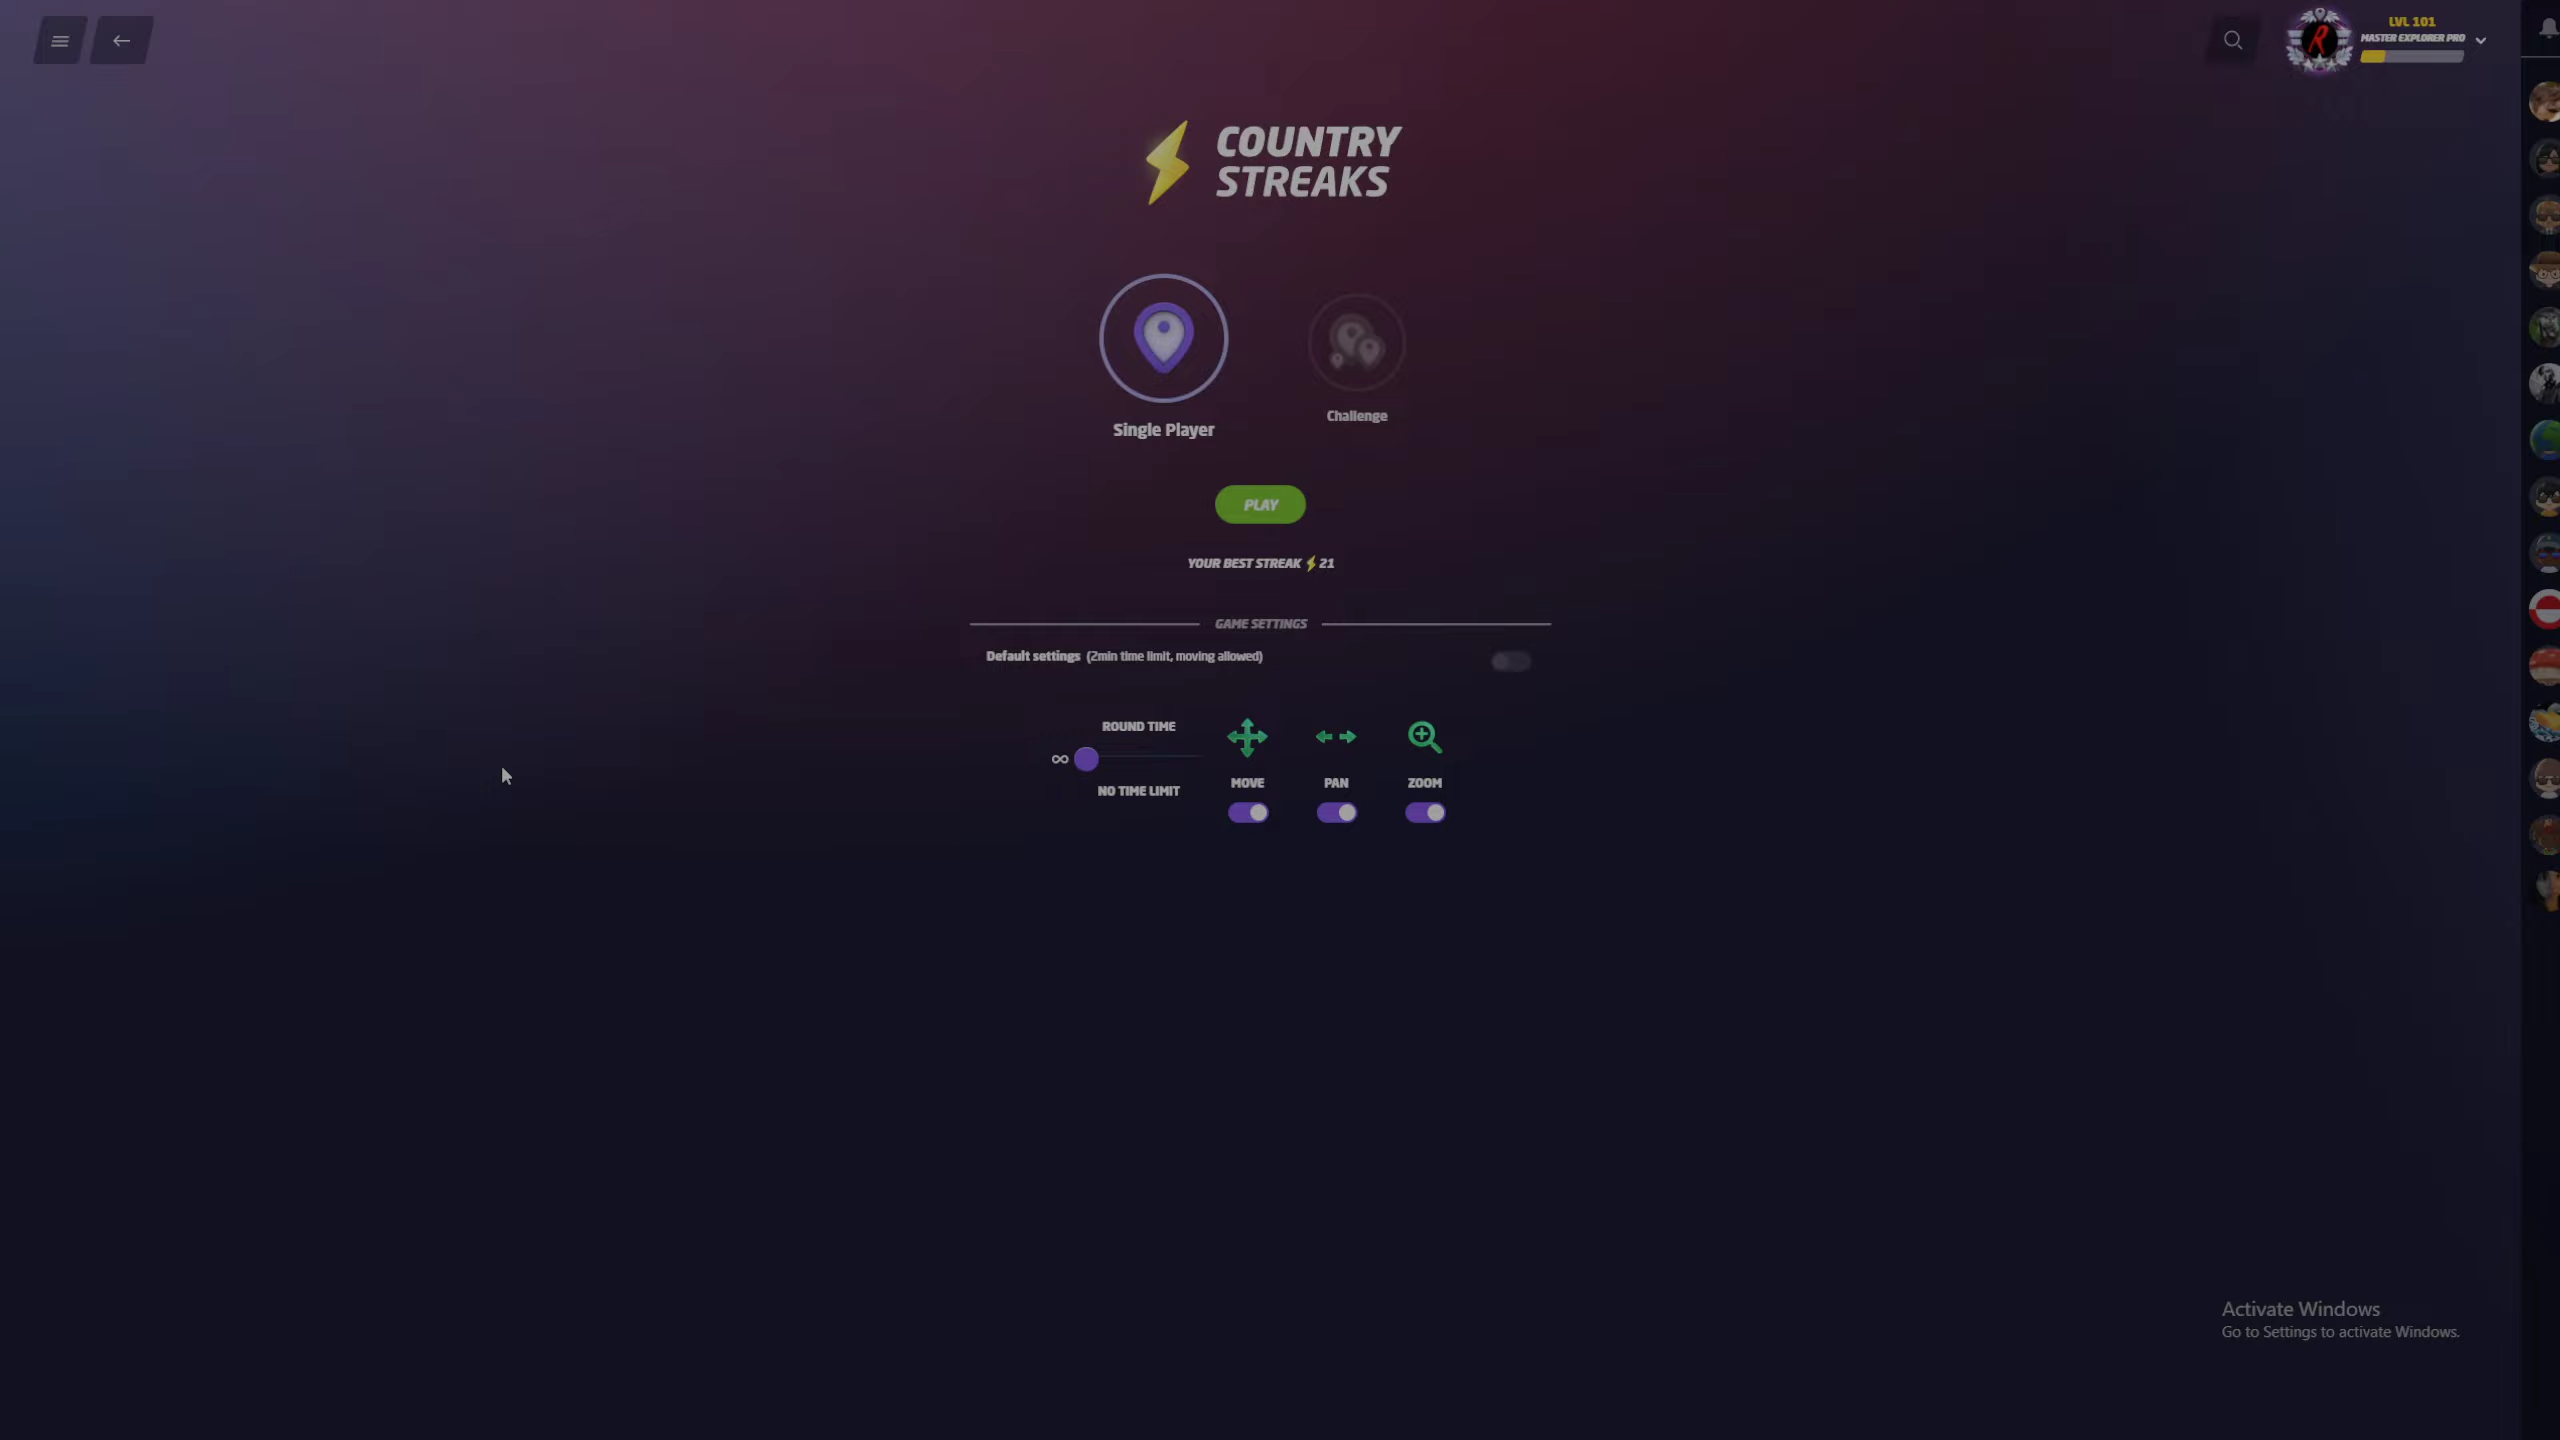 LVL 101
MASTER EXPLORER PRO
COUNTRY
STREAKS
Single Player
Challenge
PLAY
YOUR BEST STREAK 21
GAME SETTINGS
Default settings (2min time limit, moving allowed)
ROUND TIME
∞
NO TIME LIMIT
MOVE
PAN
ZOOM
Activate Windows
Go to Settings to activate Windows.